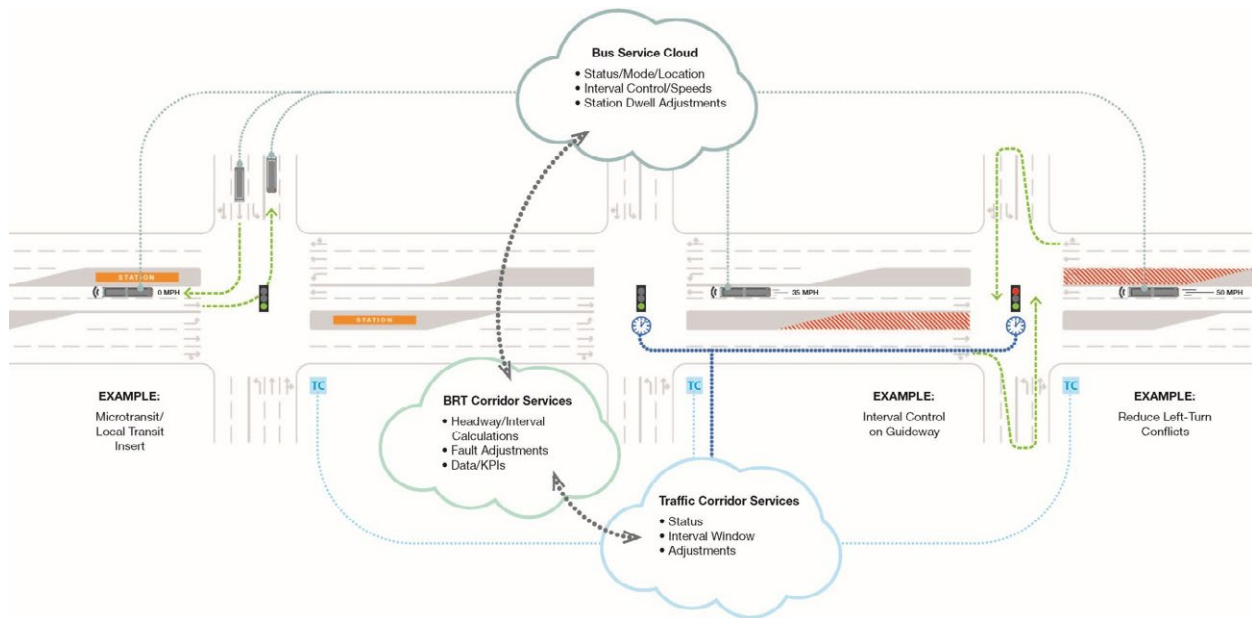 Bus Service Cloud
• Status/Mode/Location
• Interval Control/Speeds
• Station Dwell Adjustments
STATION
0 MPH
35 MPH
50 MPH
STATION
TC
TC
TC
EXAMPLE:
Microtransit/
Local Transit
Insert
BRT Corridor Services
• Headway/Interval
Calculations
• Fault Adjustments
• Data/KPIs
EXAMPLE:
Interval Control
on Guideway
EXAMPLE:
Reduce Left-Turn
Conflicts
Traffic Corridor Services
• Status
• Interval Window
• Adjustments